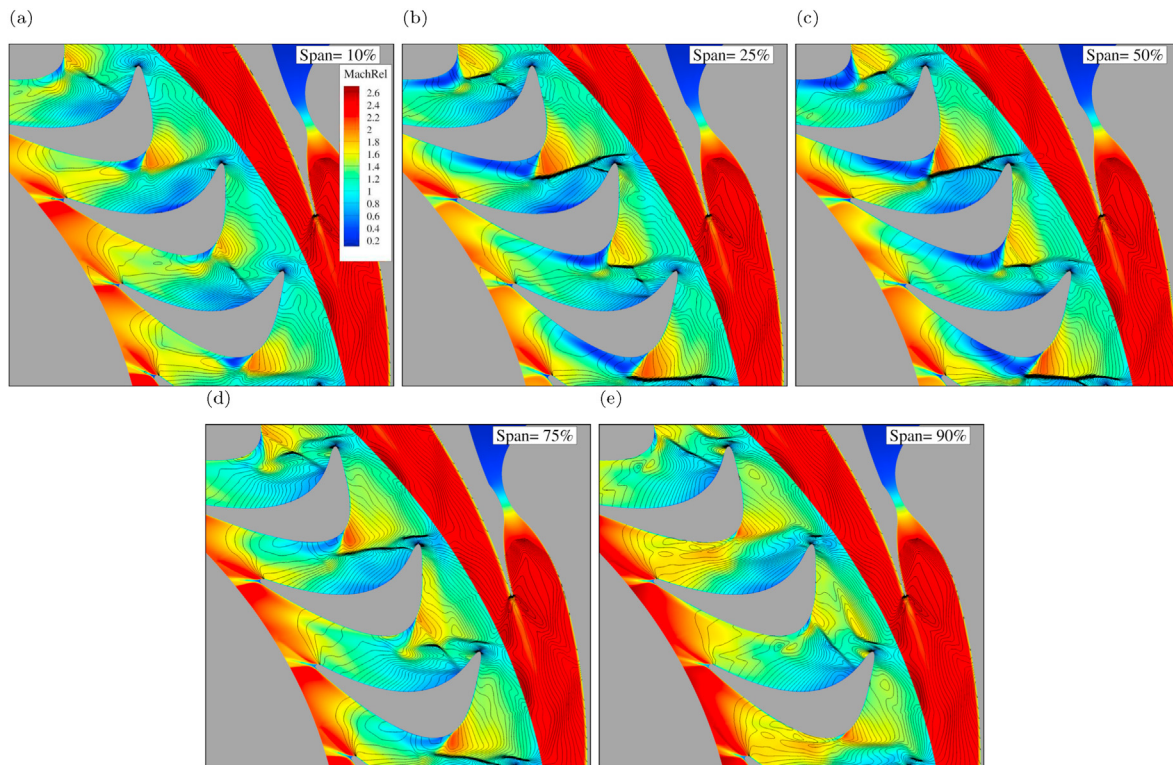 (a)
(b)
(c)
Span= 10%
Span= 25%
Span= 50%
MachRel
2.6
2.4
2.2
2
1.8
1.6
1.4
1.2
1
0.8
0.6
0.4
0.2
(d)
(e)
Span= 75%
Span= 90%